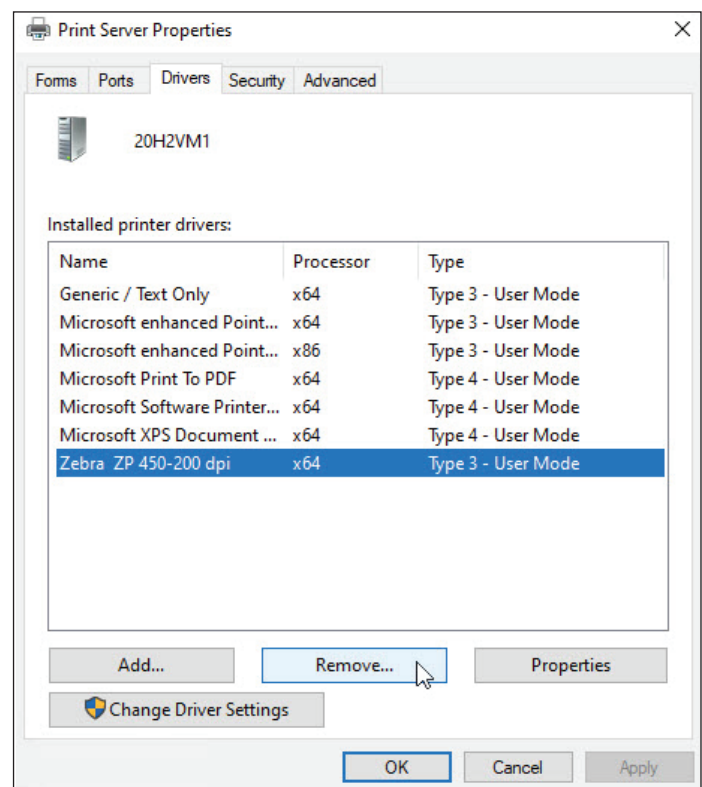 Print Server Properties
Forms Ports Drivers Security Advanced
20H2VM1
Installed printer drivers:
Name Processor Type
Generic / Text Only x64 Type 3 - User Mode
Microsoft enhanced Point... x64 Type 3 - User Mode
Microsoft enhanced Point... x86 Type 3 - User Mode
Microsoft Print To PDF x64 Type 4 - User Mode
Microsoft Software Printer... x64 Type 4 - User Mode
Microsoft XPS Document ... x64 Type 4 - User Mode
Zebra ZP 450-200 dpi x64 Type 3 - User Mode
Add... Remove... Properties
Change Driver Settings
OK Cancel Apply